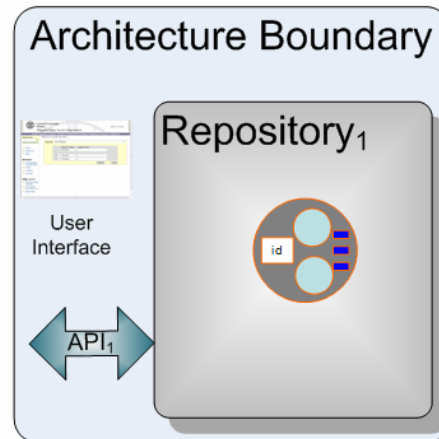 Architecture Boundary
Repository₁
User
Interface
id
API₁